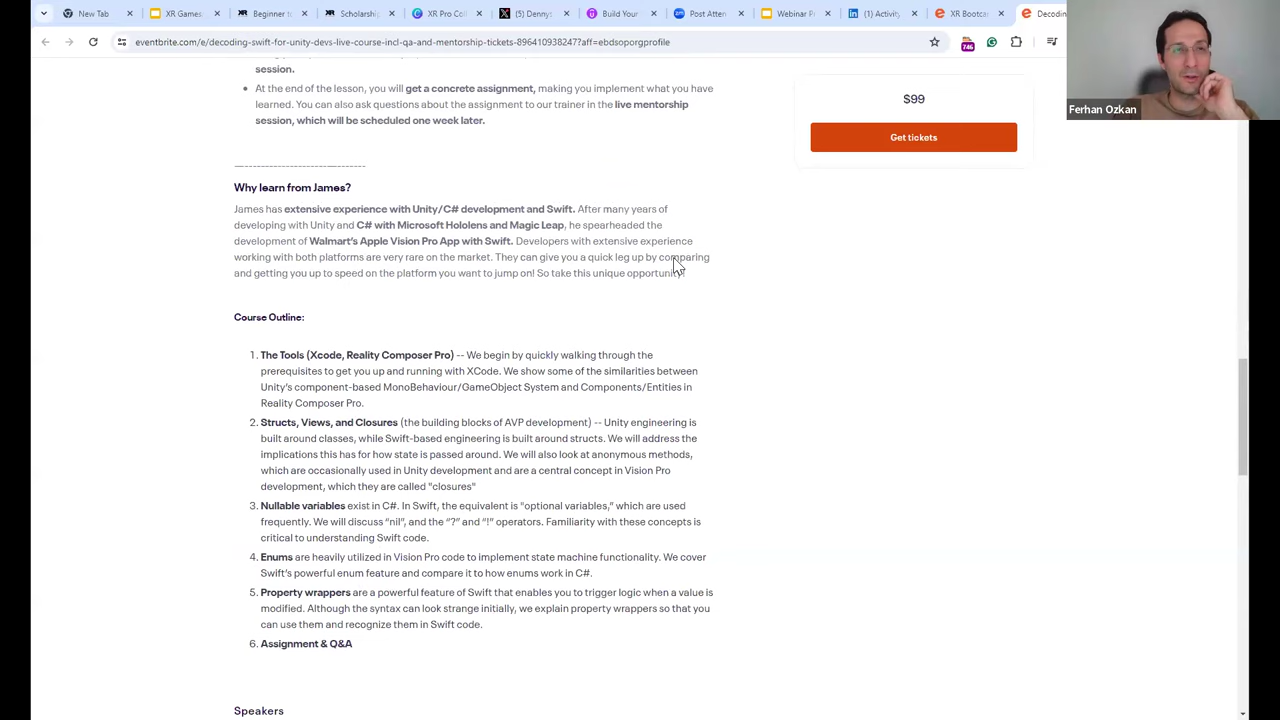 New Tab
XR Games
Beginner to
Scholarship
XR Pro Co
(5) Denny
Build Your
Post Atten
Webinar P
(1) Activity
XR Bootc
Decoding
eventbrite.com/e/decoding-swift-for-unity-devs-live-course-incl-qa-and-mentorship-tickets-896410938247?aff=ebdsoporgprofile
746
Ferhan Ozkan
session.
• At the end of the lesson, you will get a concrete assignment, making you implement what you have
learned. You can also ask questions about the assignment to our trainer in the live mentorship
session, which will be scheduled one week later.
$99
Get tickets
------------------------------
Why learn from James?
James has extensive experience with Unity/C# development and Swift. After many years of
developing with Unity and C# with Microsoft Hololens and Magic Leap, he spearheaded the
development of Walmart's Apple Vision Pro App with Swift. Developers with extensive experience
working with both platforms are very rare on the market. They can give you a quick leg up by comparing
and getting you up to speed on the platform you want to jump on! So take this unique opportunity!
Course Outline:
1. The Tools (Xcode, Reality Composer Pro) -- We begin by quickly walking through the
prerequisites to get you up and running with XCode. We show some of the similarities between
Unity's component-based MonoBehaviour/GameObject System and Components/Entities in
Reality Composer Pro.
2. Structs, Views, and Closures (the building blocks of AVP development) -- Unity engineering is
built around classes, while Swift-based engineering is built around structs. We will address the
implications this has for how state is passed around. We will also look at anonymous methods,
which are occasionally used in Unity development and are a central concept in Vision Pro
development, which they are called "closures"
3. Nullable variables exist in C#. In Swift, the equivalent is "optional variables," which are used
frequently. We will discuss “nil”, and the “?” and “!” operators. Familiarity with these concepts is
critical to understanding Swift code.
4. Enums are heavily utilized in Vision Pro code to implement state machine functionality. We cover
Swift's powerful enum feature and compare it to how enums work in C#.
5. Property wrappers are a powerful feature of Swift that enables you to trigger logic when a value is
modified. Although the syntax can look strange initially, we explain property wrappers so that you
can use them and recognize them in Swift code.
6. Assignment & Q&A
Speakers